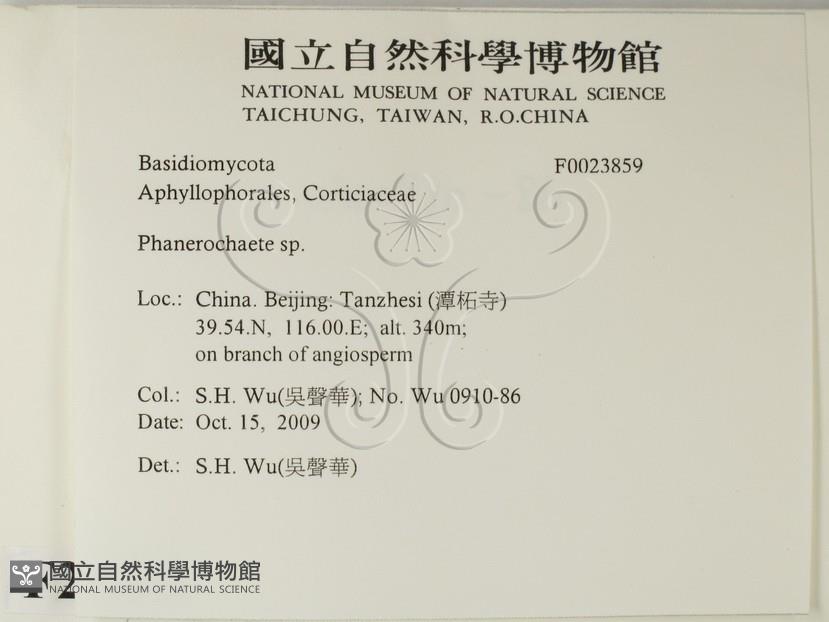 國立自然科學博物館
NATIONAL MUSEUM OF NATURAL SCIENCE
TAICHUNG, TAIWAN, R.O.CHINA
Basidiomycota F0023859
Aphyllophorales, Corticiaceae
Phanerochaete sp.
Loc.: China. Beijing: Tanzhesi (潭柘寺)
39.54.N, 116.00.E; alt. 340m;
on branch of angiosperm
Col.: S.H. Wu(吳聲華); No. Wu 0910-86
Date: Oct. 15, 2009
Det.: S.H. Wu(吳聲華)
國立自然科學博物館
NATIONAL MUSEUM OF NATURAL SCIENCE